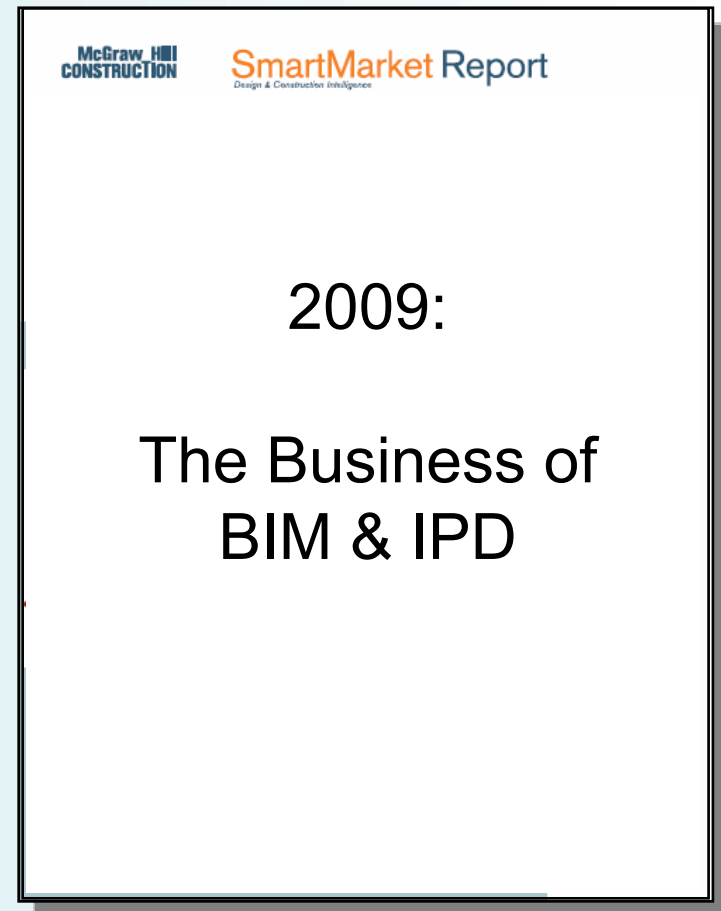 McGraw Hill
CONSTRUCTION
SmartMarket Report
Design & Construction Intelligence
2009:
The Business of
BIM & IPD